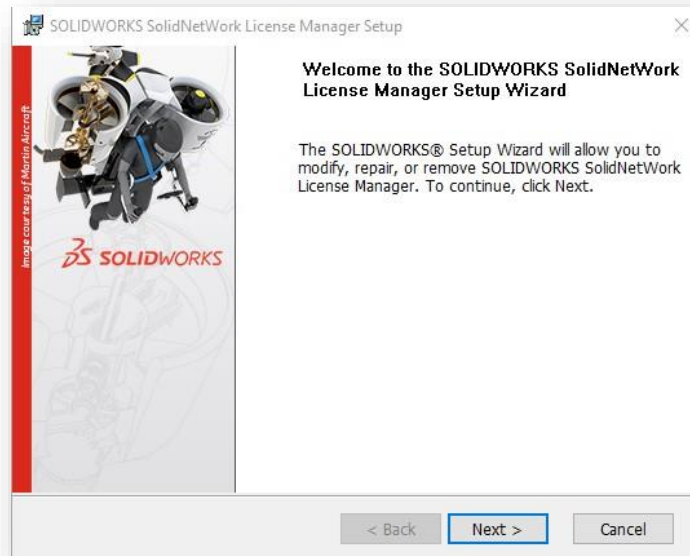 SOLIDWORKS SolidNetWork License Manager Setup
Image courtesy of Martin Aircraft
SOLIDWORKS
Welcome to the SOLIDWORKS SolidNetWork
License Manager Setup Wizard
The SOLIDWORKS® Setup Wizard will allow you to
modify, repair, or remove SOLIDWORKS SolidNetWork
License Manager. To continue, click Next.
< Back
Next >
Cancel